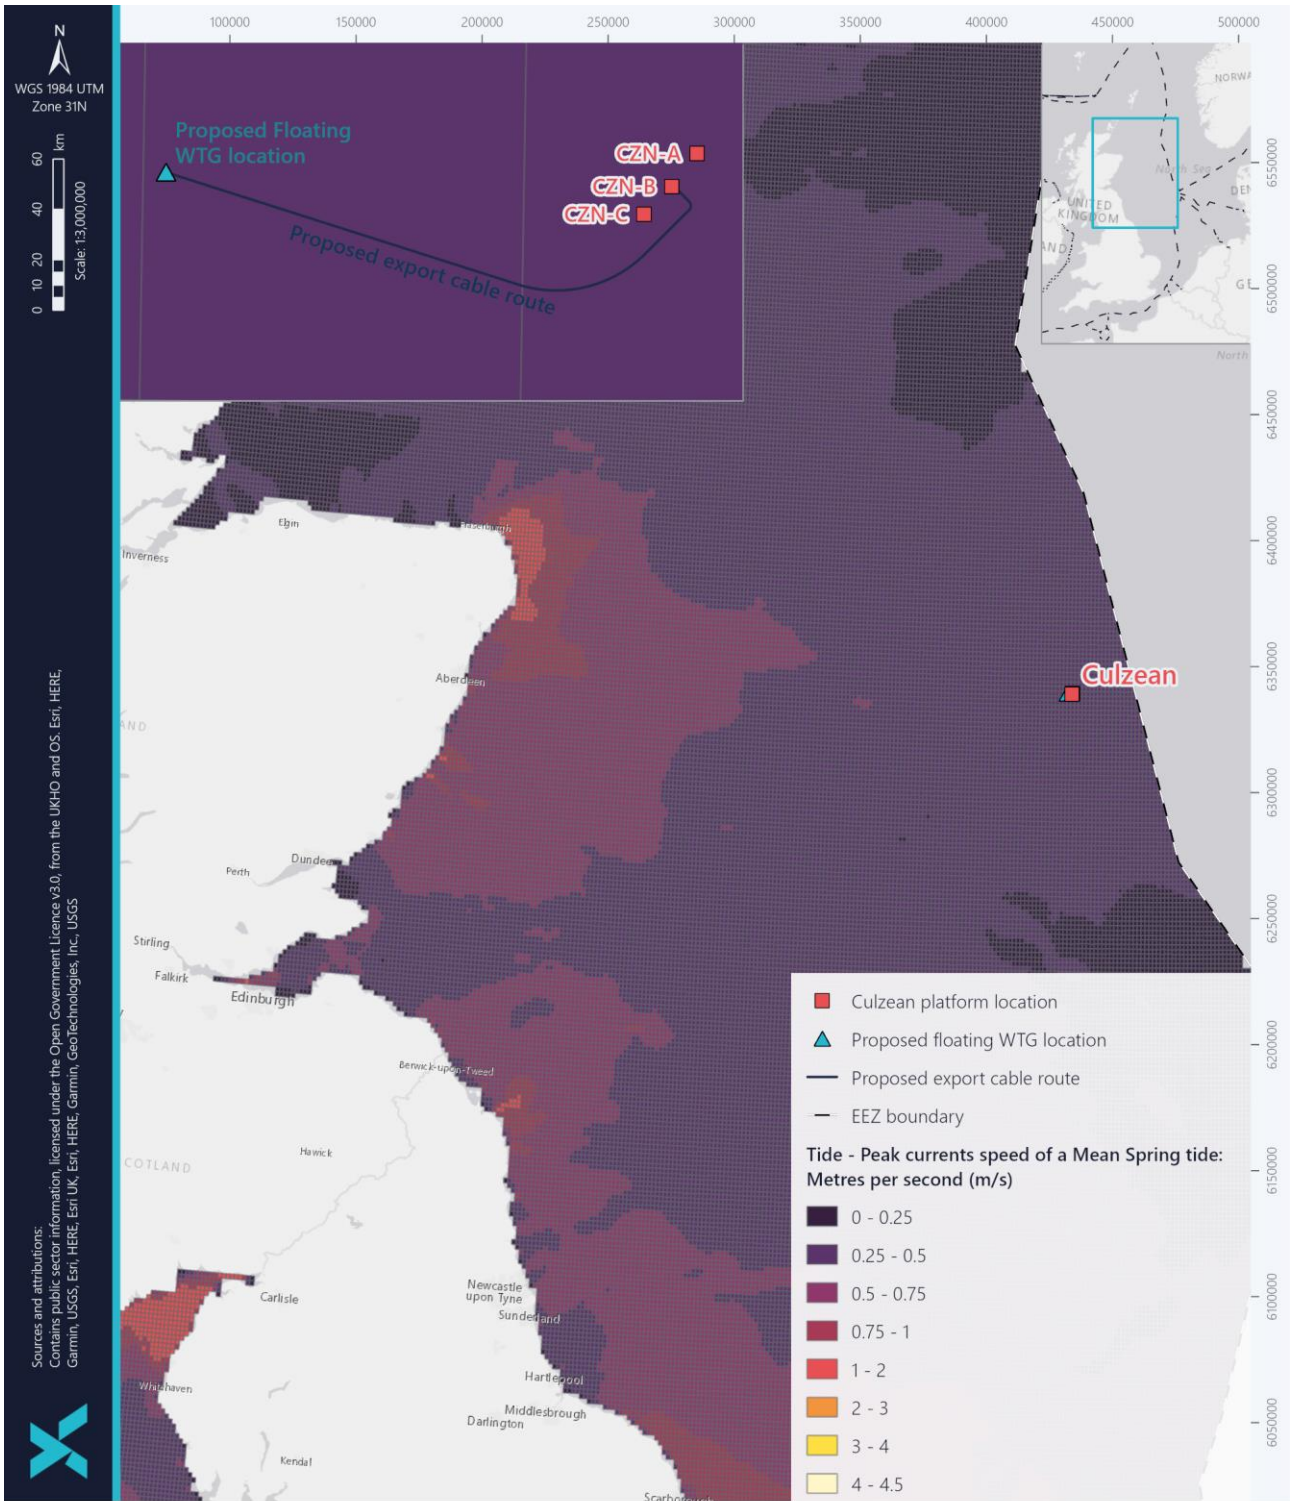 100000 150000 200000 250000 300000 350000 400000 450000 500000
N
WGS 1984 UTM
Zone 31N
0 10 20 40 60 km
Scale: 1:3,000,000
Sources and attributions:
Contains public sector information, licensed under the Open Government Licence v3.0, from the UKHO and OS. Esri, HERE,
Garmin, USGS, Esri, HERE, Esri UK, Esri, HERE, Garmin, GeoTechnologies, Inc., USGS
Proposed Floating
WTG location
CZN-A
CZN-B
CZN-C
Proposed export cable route
NORWA
North Sea
DEN
UNITED
KINGDOM
AND
GE
North
6550000
6500000
6450000
6400000
6350000
6300000
6250000
6200000
6150000
6100000
6050000
Elgin
Fraserburgh
Inverness
Aberdeen
AND
Culzean
Dundee
Perth
Stirling
Falkirk
Edinburgh
Berwick-upon-Tweed
Hawick
COTLAND
Carlisle
Newcastle
upon Tyne
Sunderland
Hartlepool
Whitehaven
Middlesbrough
Darlington
Kendal
Scarborough
Culzean platform location
Proposed floating WTG location
Proposed export cable route
EEZ boundary
Tide - Peak currents speed of a Mean Spring tide:
Metres per second (m/s)
0 - 0.25
0.25 - 0.5
0.5 - 0.75
0.75 - 1
1 - 2
2 - 3
3 - 4
4 - 4.5